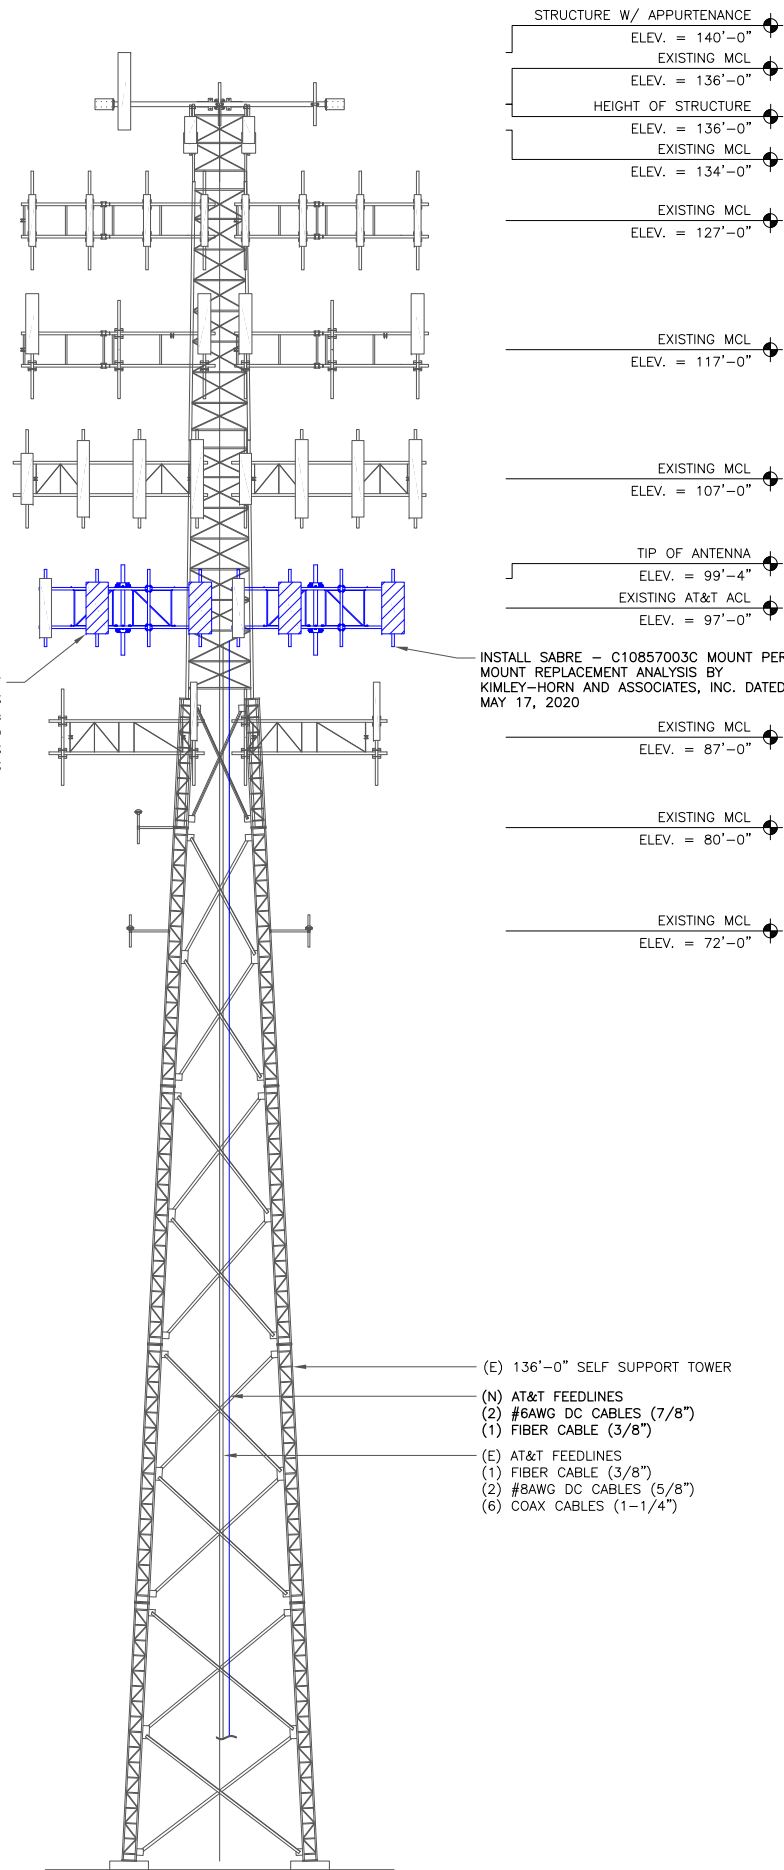 STRUCTURE W/ APPURTENANCE
ELEV. = 140'-0"
EXISTING MCL
ELEV. = 136'-0"
HEIGHT OF STRUCTURE
ELEV. = 136'-0"
EXISTING MCL
ELEV. = 134'-0"
EXISTING MCL
ELEV. = 127'-0"
EXISTING MCL
ELEV. = 117'-0"
EXISTING MCL
ELEV. = 107'-0"
TIP OF ANTENNA
ELEV. = 99'-4"
EXISTING AT&T ACL
ELEV. = 97'-0"
INSTALL SABRE - C10857003C MOUNT PER
MOUNT REPLACEMENT ANALYSIS BY
KIMLEY-HORN AND ASSOCIATES, INC. DATED
MAY 17, 2020
EXISTING MCL
ELEV. = 87'-0"
EXISTING MCL
ELEV. = 80'-0"
EXISTING MCL
ELEV. = 72'-0"
(E) 136'-0" SELF SUPPORT TOWER
(N) AT&T FEEDLINES
(2) #6AWG DC CABLES (7/8")
(1) FIBER CABLE (3/8")
(E) AT&T FEEDLINES
(1) FIBER CABLE (3/8")
(2) #8AWG DC CABLES (5/8")
(6) COAX CABLES (1-1/4")